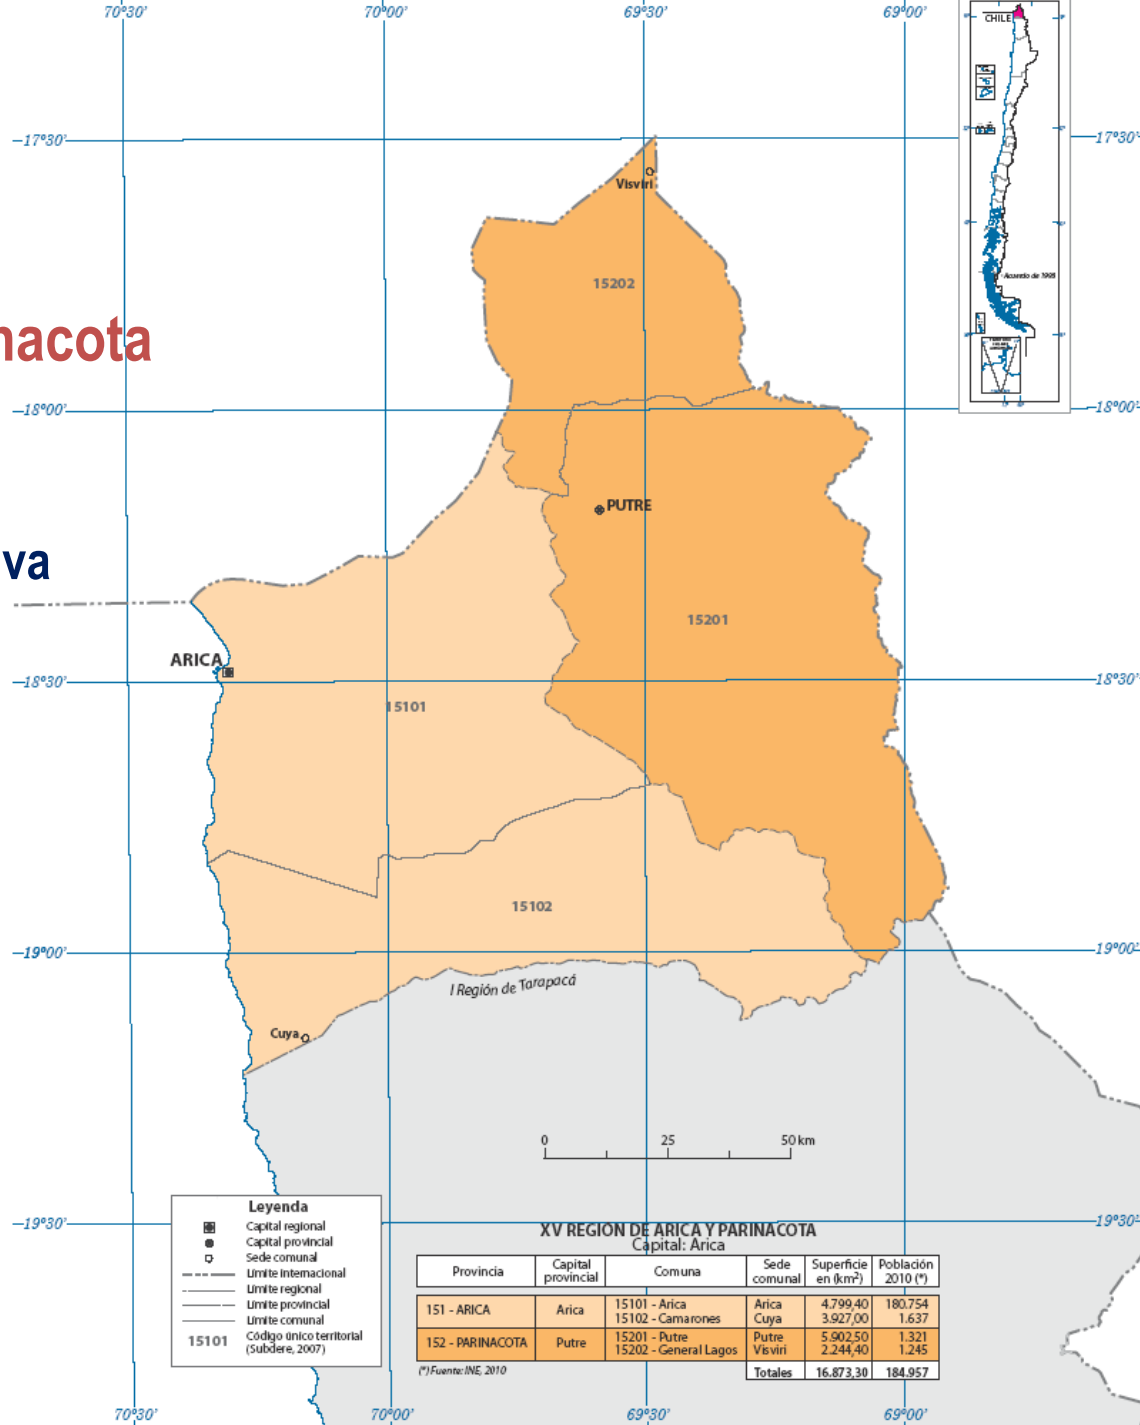 70°30' 70°00' 69°30' 69°00'
CHILE
17°30' 17°30'
Visviri
15202
Acuerdo de 1998
nacota
18°00' 18°00'
PUTRE
va
15201
ARICA
18°30' 18°30'
15101
15102
19°00' 19°00'
I Región de Tarapacá
Cuya
0 25 50 km
Leyenda
Capital regional
Capital provincial
Sede comunal
Límite internacional
Límite regional
Límite provincial
Límite comunal
15101 Código único territorial
(Subdere, 2007)
19°30' 19°30'
XV REGIÓN DE ARICA Y PARINACOTA
Capital: Arica
Provincia Capital provincial Comuna Sede comunal Superficie en (km²) Población 2010 (*)
151 - ARICA Arica 15101 - Arica Arica 4.799,40 180.754
15102 - Camarones Cuya 3.927,00 1.637
152 - PARINACOTA Putre 15201 - Putre Putre 5.902,50 1.321
15202 - General Lagos Visviri 2.244,40 1.245
(*) Fuente: INE, 2010 Totales 16.873,30 184.957
70°30' 70°00' 69°30' 69°00'